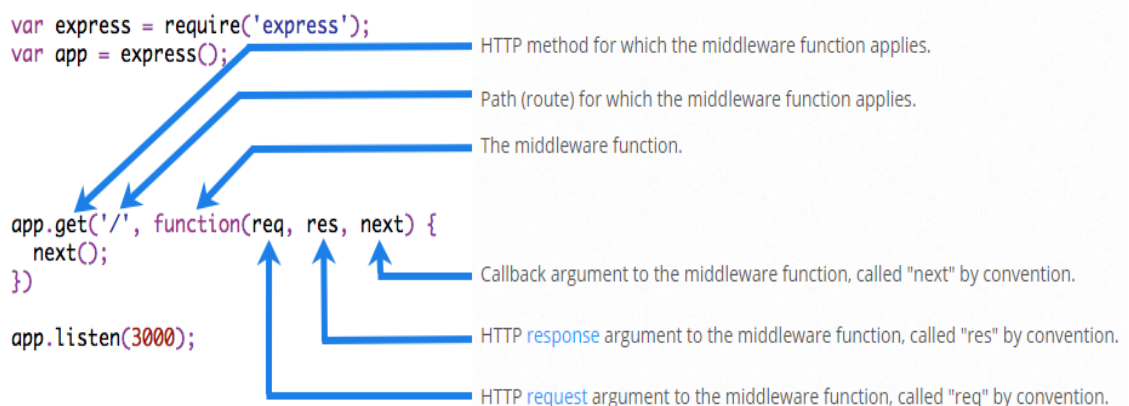 var express = require('express');
var app = express();
HTTP method for which the middleware function applies.
Path (route) for which the middleware function applies.
The middleware function.
app.get('/', function(req, res, next) {
next();
})
Callback argument to the middleware function, called "next" by convention.
app.listen(3000);
HTTP response argument to the middleware function, called "res" by convention.
HTTP request argument to the middleware function, called "req" by convention.